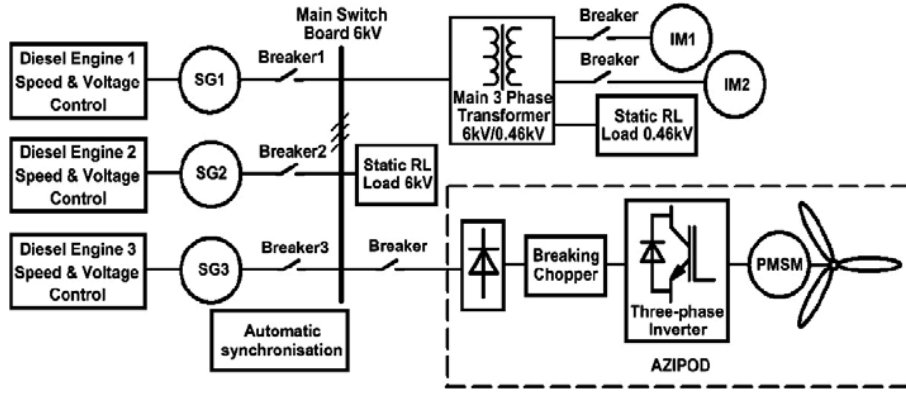 Main Switch
Board 6kV
Diesel Engine 1
Speed & Voltage
Control
SG1
Breaker1
Breaker
IM1
Breaker
IM2
Main 3 Phase
Transformer
6kV/0.46kV
Static RL
Load 0.46kV
Diesel Engine 2
Speed & Voltage
Control
SG2
Breaker2
Static RL
Load 6kV
Diesel Engine 3
Speed & Voltage
Control
SG3
Breaker3
Breaker
Breaking
Chopper
Three-phase
Inverter
PMSM
Automatic
synchronisation
AZIPOD